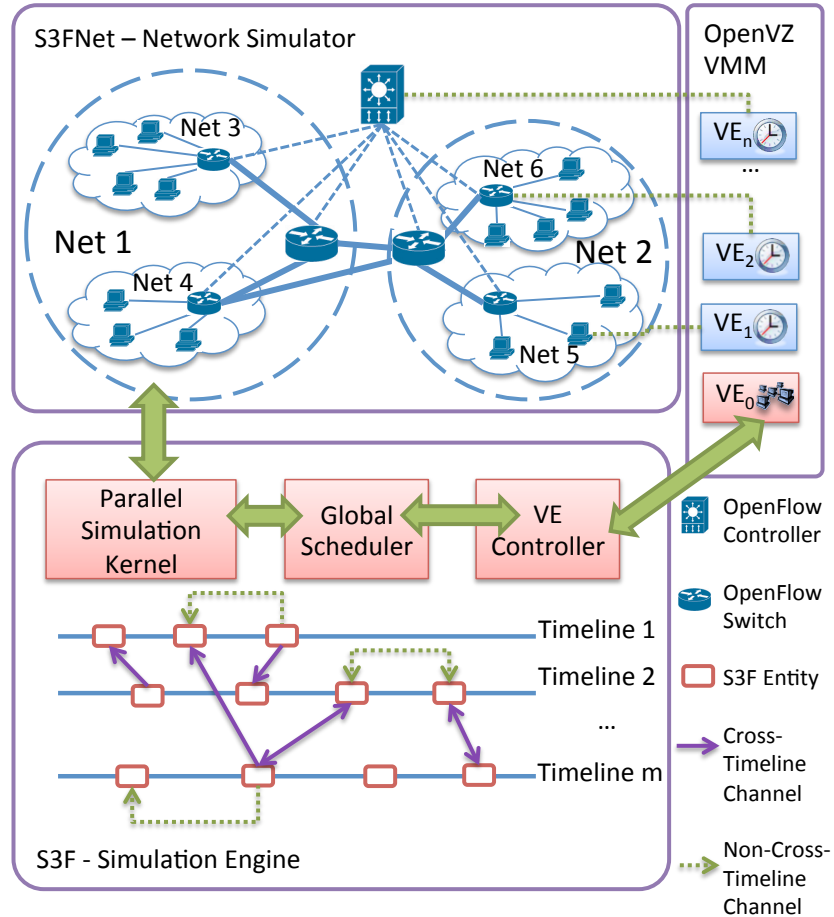 S3FNet – Network Simulator
OpenVZ
VMM
Net 3
VEn
...
Net 6
Net 1
Net 2
VE2
Net 4
VE1
Net 5
VE0
Parallel
Simulation
Kernel
Global
Scheduler
VE
Controller
OpenFlow
Controller
OpenFlow
Switch
Timeline 1
Timeline 2
...
Timeline m
S3F Entity
Cross-
Timeline
Channel
S3F - Simulation Engine
Non-Cross-
Timeline
Channel